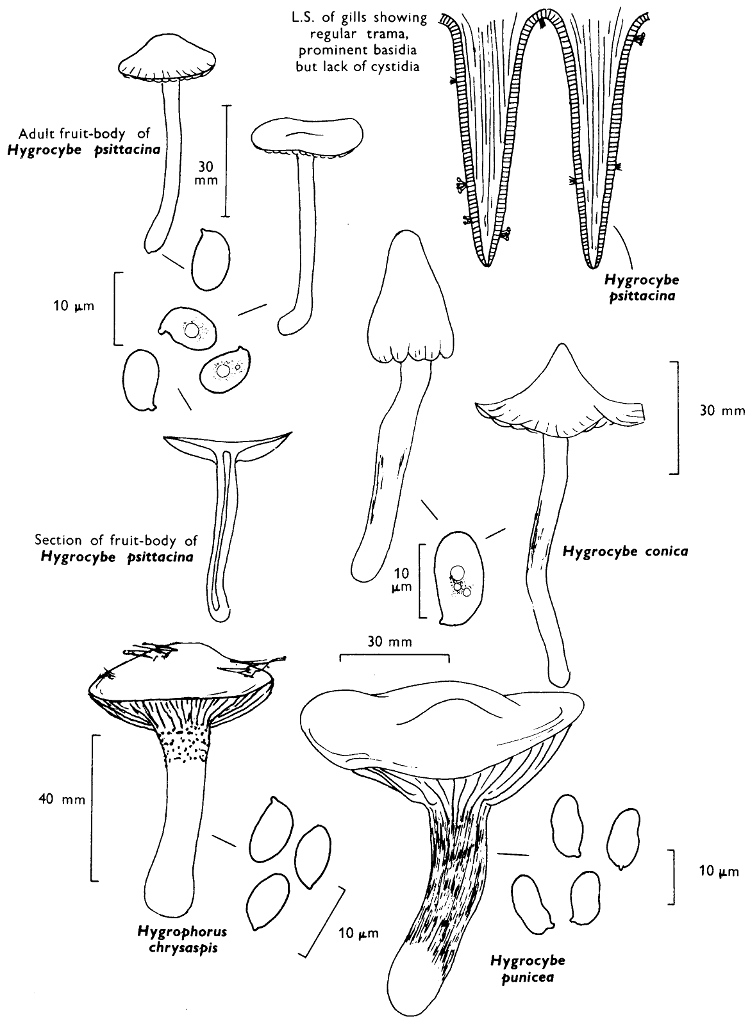 L.S. of gills showing
regular trama,
prominent basidia
but lack of cystidia
Adult fruit-body of
Hygrocybe psittacina
30
mm
10 µm
Hygrocybe
psittacina
30 mm
Section of fruit-body of
Hygrocybe psittacina
Hygrocybe conica
10
µm
30 mm
40 mm
10 µm
10 µm
Hygrophorus
chrysaspis
Hygrocybe
punicea